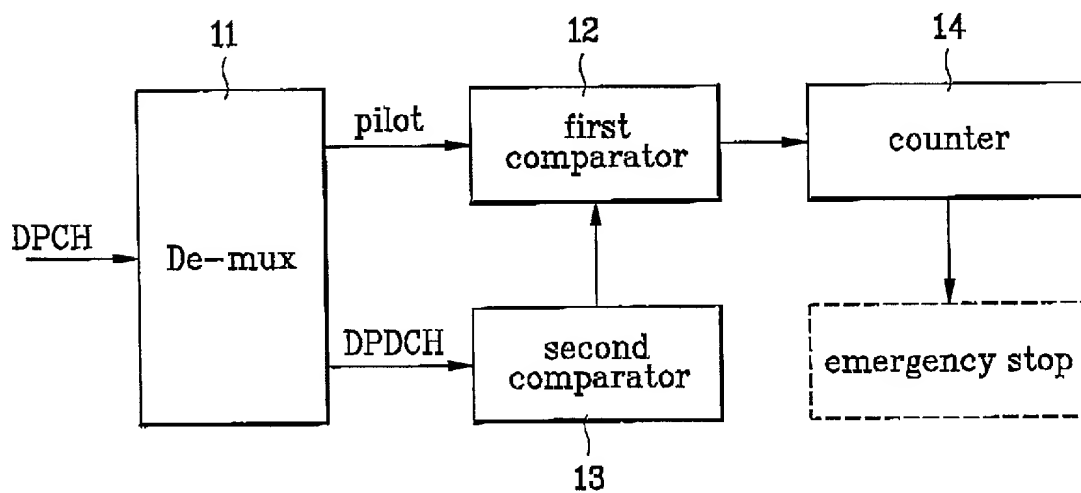 11
12
14
pilot
first
comparator
counter
DPCH
De-mux
DPDCH
second
comparator
emergency stop
13